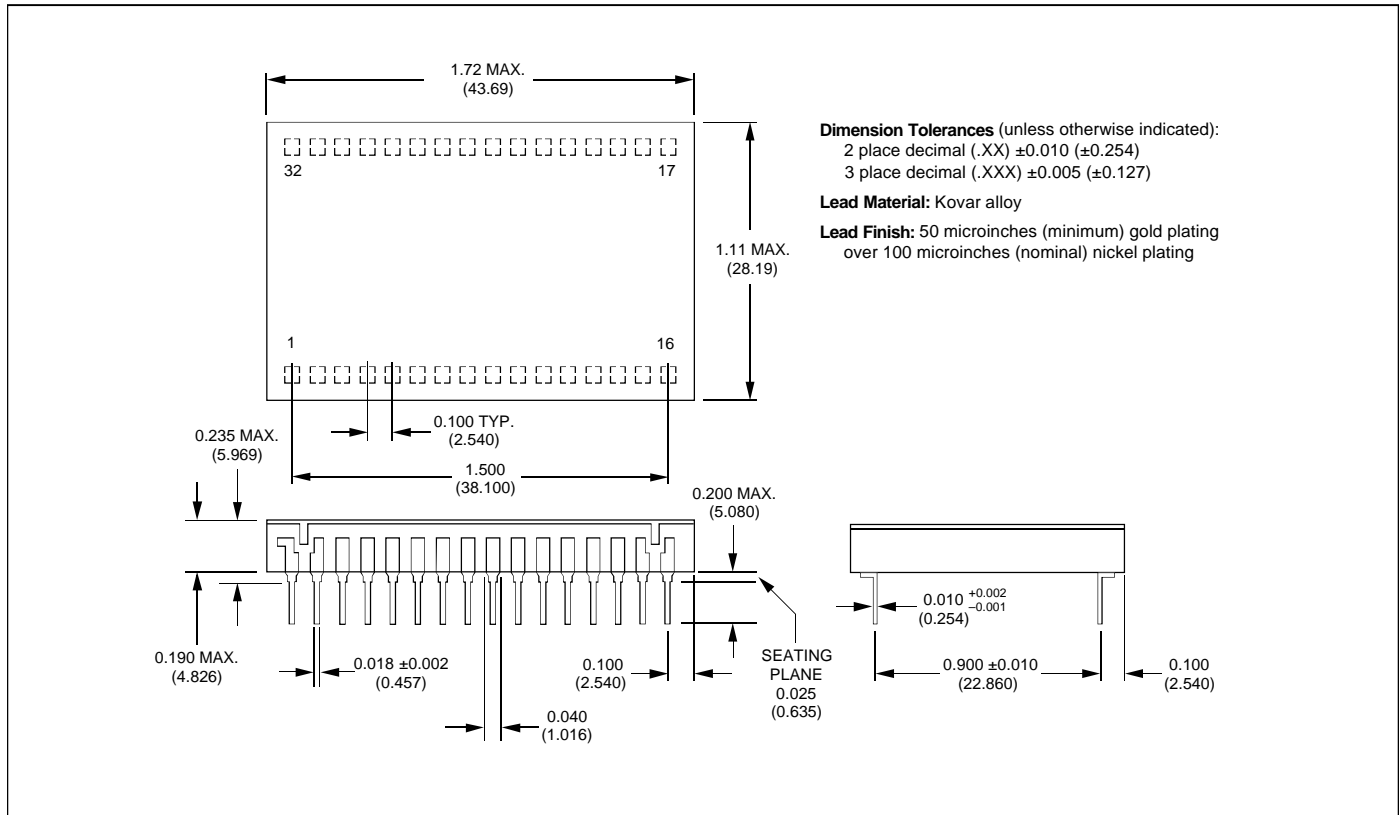 1.72 MAX.
(43.69)
Dimension Tolerances (unless otherwise indicated):
2 place decimal (.XX) ±0.010 (±0.254)
3 place decimal (.XXX) ±0.005 (±0.127)
Lead Material: Kovar alloy
Lead Finish: 50 microinches (minimum) gold plating
over 100 microinches (nominal) nickel plating
32
17
1.11 MAX.
(28.19)
1
16
0.100 TYP.
(2.540)
0.235 MAX.
(5.969)
1.500
(38.100)
0.200 MAX.
(5.080)
0.010 +0.002
–0.001
(0.254)
0.190 MAX.
(4.826)
0.018 ±0.002
(0.457)
0.100
(2.540)
SEATING
PLANE
0.025
(0.635)
0.900 ±0.010
(22.860)
0.100
(2.540)
0.040
(1.016)